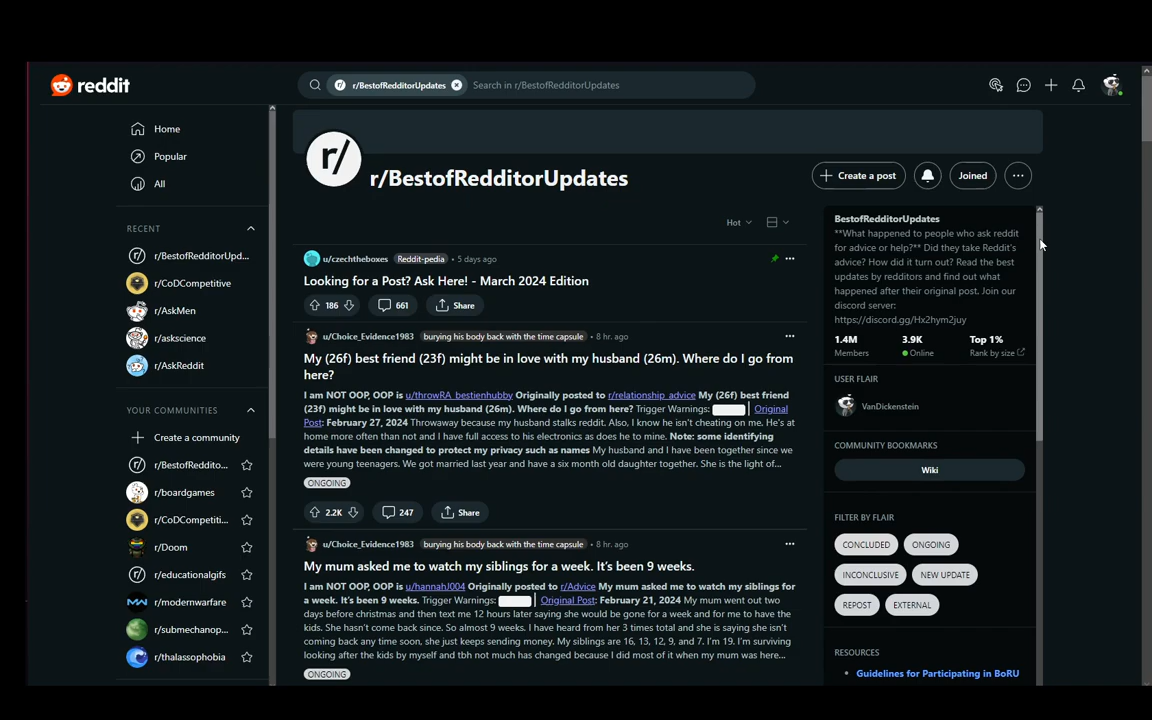 reddit
r/BestofRedditorUpdates
Search in r/BestofRedditorUpdates
Home
Popular
All
RECENT
r/BestofRedditorUpd...
r/CoDCompetitive
r/AskMen
r/askscience
r/AskReddit
YOUR COMMUNITIES
Create a community
r/BestofReddito...
r/boardgames
r/CoDCompetiti...
r/Doom
r/educationalgifs
r/modernwarfare
r/submechanop...
r/thalassophobia
r/
r/BestofRedditorUpdates
Create a post
Joined
Hot
u/czechtheboxes Reddit-pedia • 5 days ago
Looking for a Post? Ask Here! - March 2024 Edition
186 661 Share
u/Choice_Evidence1983 burying his body back with the time capsule • 8 hr. ago
My (26f) best friend (23f) might be in love with my husband (26m). Where do I go from
here?
I am NOT OOP, OOP is u/throwRA_bestienhubby Originally posted to r/relationship_advice My (26f) best friend
(23f) might be in love with my husband (26m). Where do I go from here? Trigger Warnings: Original
Post: February 27, 2024 Throwaway because my husband stalks reddit. Also, I know he isn't cheating on me. He's at
home more often than not and I have full access to his electronics as does he to mine. Note: some identifying
details have been changed to protect my privacy such as names My husband and I have been together since we
were young teenagers. We got married last year and have a six month old daughter together. She is the light of...
ONGOING
2.2K 247 Share
u/Choice_Evidence1983 burying his body back with the time capsule • 8 hr. ago
My mum asked me to watch my siblings for a week. It's been 9 weeks.
I am NOT OOP, OOP is u/hannahJ004 Originally posted to r/Advice My mum asked me to watch my siblings for
a week. It's been 9 weeks. Trigger Warnings: Original Post: February 21, 2024 My mum went out two
days before christmas and then text me 12 hours later saying she would be gone for a week and for me to have the
kids. She hasn't come back since. So almost 9 weeks. I have heard from her 3 times total and she is saying she isn't
coming back any time soon, she just keeps sending money. My siblings are 16, 13, 12, 9, and 7. I'm 19. I'm surviving
looking after the kids by myself and tbh not much has changed because I did most of it when my mum was here...
ONGOING
BestofRedditorUpdates
**What happened to people who ask reddit
for advice or help?** Did they take Reddit's
advice? How did it turn out? Read the best
updates by redditors and find out what
happened after their original post. Join our
discord server:
https://discord.gg/Hx2hym2juy
1.4M 3.9K Top 1%
Members Online Rank by size
USER FLAIR
VanDickenstein
COMMUNITY BOOKMARKS
Wiki
FILTER BY FLAIR
CONCLUDED ONGOING
INCONCLUSIVE NEW UPDATE
REPOST EXTERNAL
RESOURCES
• Guidelines for Participating in BoRU